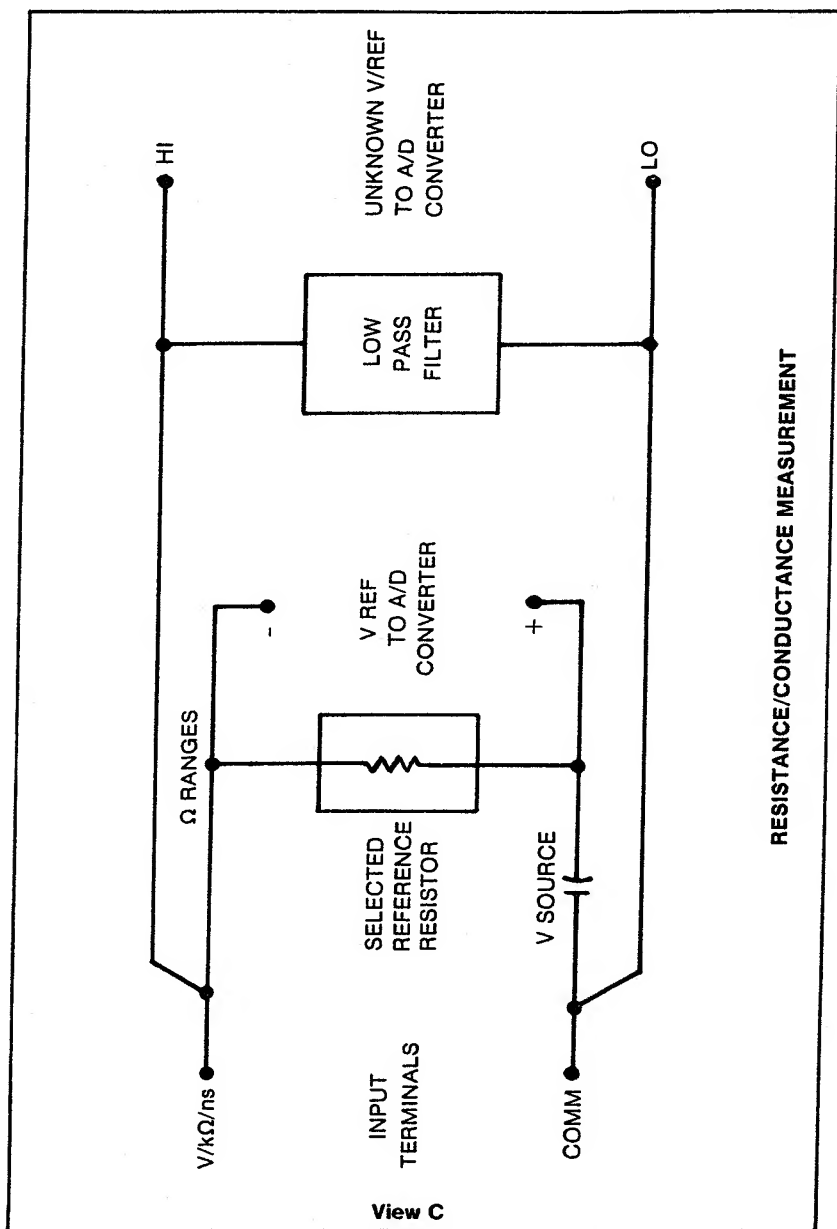 V/kΩ/ns
INPUT
TERMINALS
COMM
Ω RANGES
SELECTED
REFERENCE
RESISTOR
V SOURCE
-
V REF
TO A/D
CONVERTER
+
LOW
PASS
FILTER
HI
UNKNOWN V/REF
TO A/D
CONVERTER
LO
RESISTANCE/CONDUCTANCE MEASUREMENT
View C